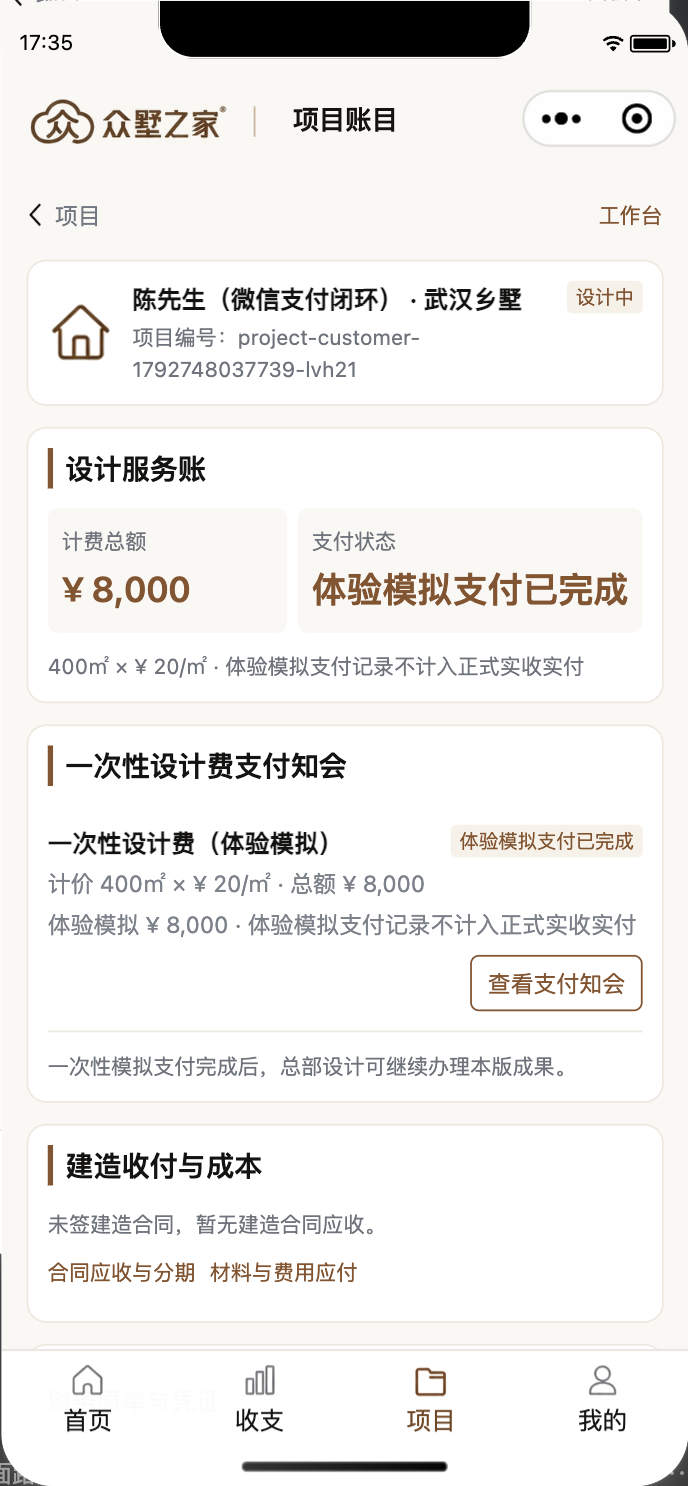 17:35
众墅之家®
项目账目
项目
工作台
陈先生（微信支付闭环）· 武汉乡墅
设计中
项目编号：project-customer-
1792748037739-lvh21
设计服务账
计费总额
支付状态
¥ 8,000
体验模拟支付已完成
400㎡ × ¥ 20/㎡ · 体验模拟支付记录不计入正式实收实付
一次性设计费支付知会
一次性设计费（体验模拟）
体验模拟支付已完成
计价 400㎡ × ¥ 20/㎡ · 总额 ¥ 8,000
体验模拟 ¥ 8,000 · 体验模拟支付记录不计入正式实收实付
查看支付知会
一次性模拟支付完成后，总部设计可继续办理本版成果。
建造收付与成本
未签建造合同，暂无建造合同应收。
合同应收与分期 材料与费用应付
首页
收支
项目
我的